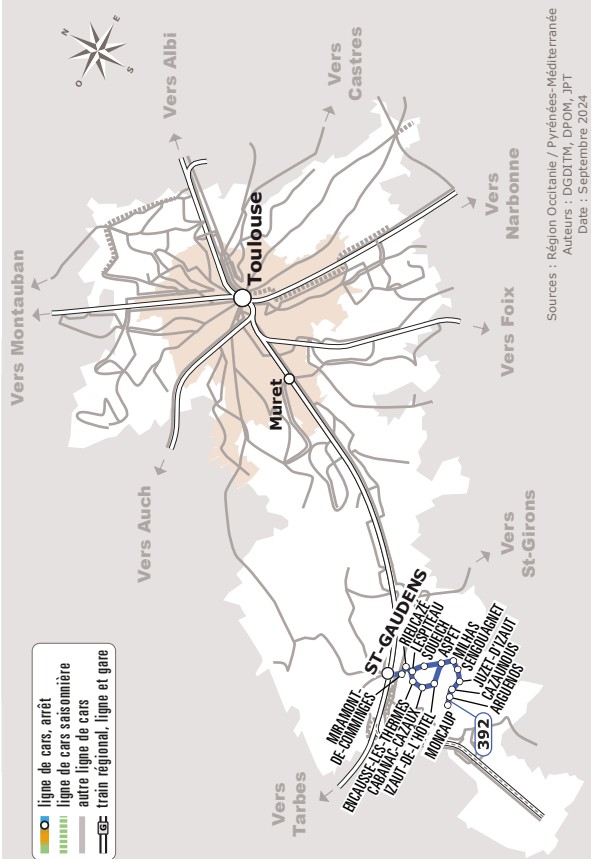 ligne de cars, arrêt
ligne de cars saisonnière
autre ligne de cars
G train régional, ligne et gare
N
E
S
O
Vers Montauban
Vers Albi
Vers
Castres
Vers
Narbonne
Vers Foix
Vers
St-Girons
Vers Auch
Vers
Tarbes
Toulouse
Muret
ST-GAUDENS
MIRAMONT-
DE-COMMINGES
RIEUCAZÉ
LESPITEAU
SOUEICH
ASPET
MILHAS
SENGOUAGNET
JUZET-D'IZAUT
CAZAUNOUS
ARGUENOS
ENCAUSSE-LES-THERMES
CABANAC-CAZAUX
IZAUT-DE-L'HÔTEL
MONCAUP
392
Sources : Région Occitanie / Pyrénées-Méditerranée
Auteurs : DGDITM, DPOM, JPT
Date : Septembre 2024